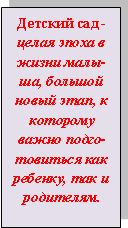 Детский сад -
целая эпоха в
жизни малы-
ша, большой
новый этап, к
которому
важно подго-
товиться как
ребенку, так и
родителям.